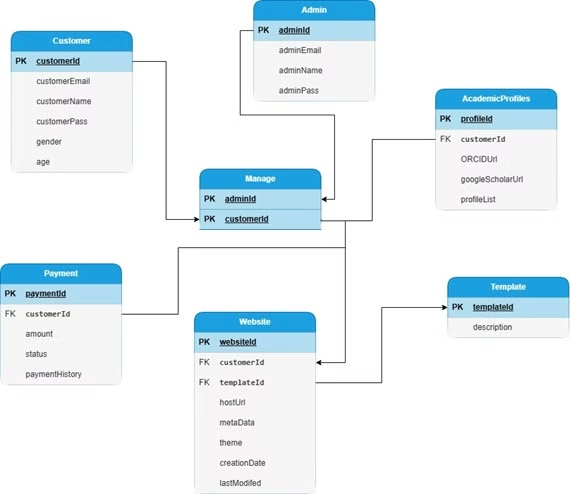 Admin
PK adminId
adminEmail
adminName
adminPass
Customer
PK customerId
customerEmail
customerName
customerPass
gender
age
AcademicProfiles
PK profileId
FK customerId
ORCIDUrl
googleScholarUrl
profileList
Manage
PK adminId
PK customerId
Payment
PK paymentId
FK customerId
amount
status
paymentHistory
Website
PK websiteId
FK customerId
FK templateId
hostUrl
metaData
theme
creationDate
lastModifed
Template
PK templateId
description